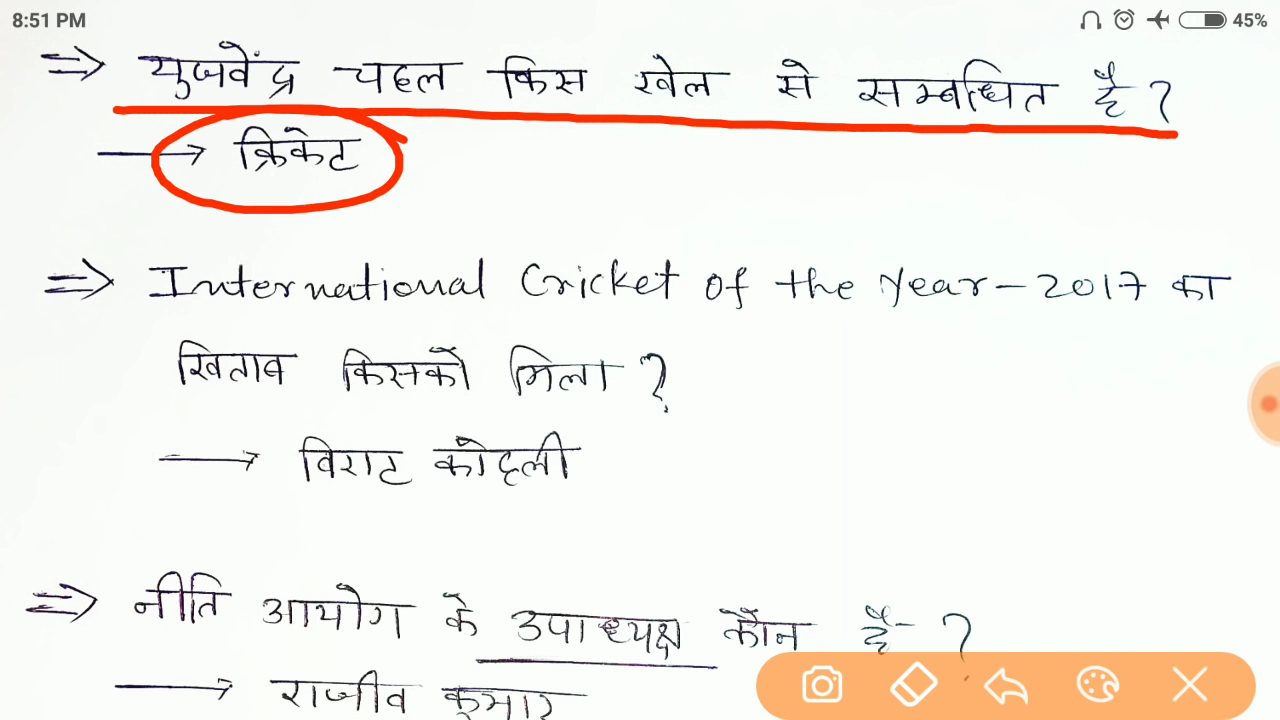 8:51 PM 45%
⇒ युजवेंद्र चहल किस खेल से सम्बधित है ?
→ क्रिकेट
⇒ International Cricket of the Year - 2017 का
खिताब किसको मिला ?
→ विराट कोहली
⇒ नीति आयोग के उपाध्यक्ष कौन है - ?
→ राजीव कुमार